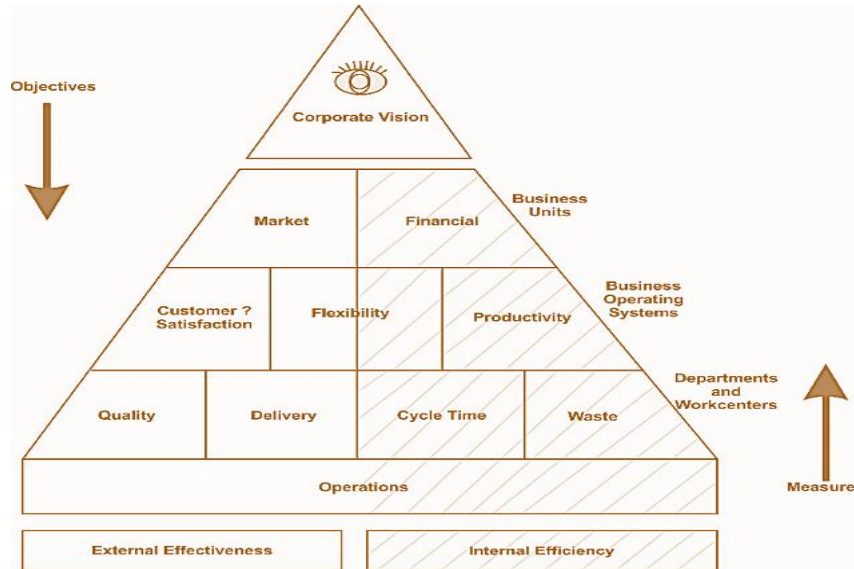 Objectives
Corporate Vision
Market
Financial
Business
Units
Customer ?
Satisfaction
Flexibility
Productivity
Business
Operating
Systems
Quality
Delivery
Cycle Time
Waste
Departments
and
Workcenters
Operations
Measure
External Effectiveness
Internal Efficiency